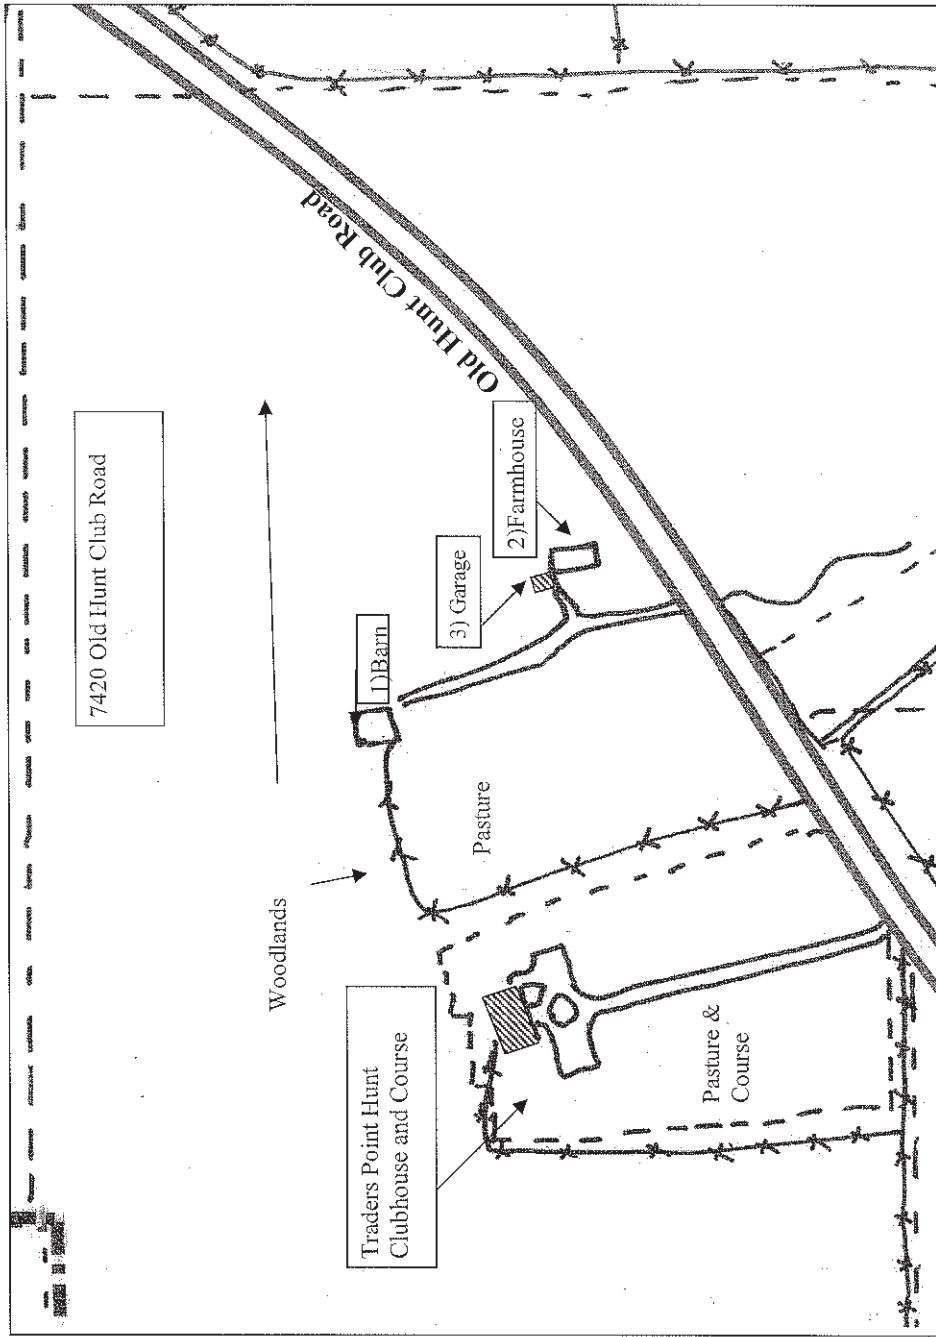 7420 Old Hunt Club Road
Old Hunt Club Road
Woodlands
1)Barn
3) Garage
2)Farmhouse
Pasture
Traders Point Hunt
Clubhouse and Course
Pasture &
Course